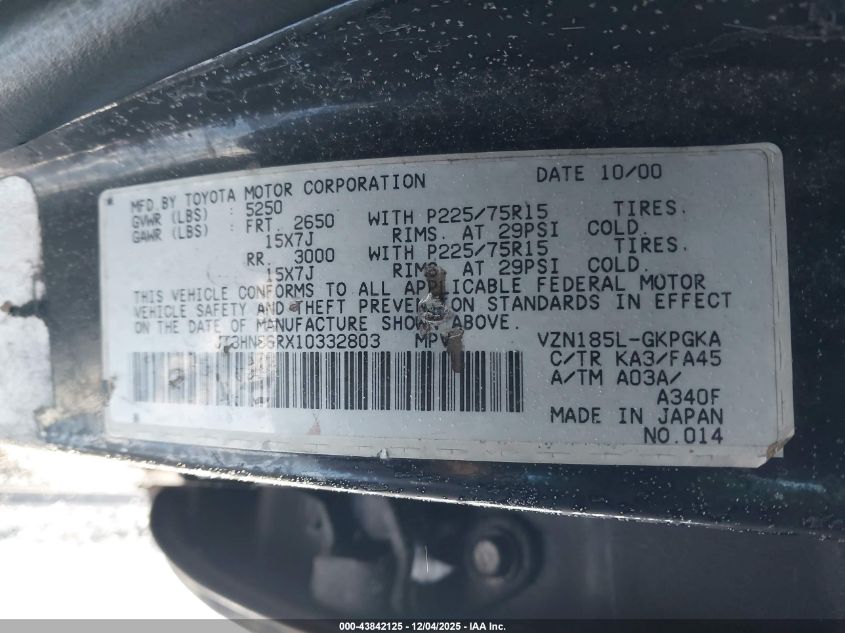 MFD.BY TOYOTA MOTOR CORPORATION DATE 10/00
GVWR (LBS) : 5250
GAWR (LBS) : FRT. 2650 WITH P225/75R15 TIRES.
15X7J RIMS. AT 29PSI COLD.
RR. 3000 WITH P225/75R15 TIRES.
15X7J RIMS. AT 29PSI COLD.
THIS VEHICLE CONFORMS TO ALL APPLICABLE FEDERAL MOTOR
VEHICLE SAFETY AND THEFT PREVENTION STANDARDS IN EFFECT
ON THE DATE OF MANUFACTURE SHOWN ABOVE.
MPV VZN185L-GKPGKA
C/TR KA3/FA45
A/TM A03A/
A340F
MADE IN JAPAN
NO.014
000-43842125 - 12/04/2025 - IAA Inc.